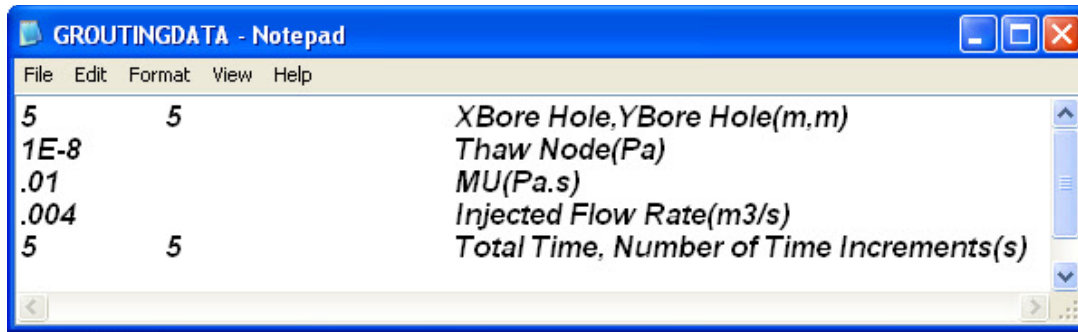 GROUTINGDATA - Notepad
File Edit Format View Help
5 5 XBore Hole,YBore Hole(m,m)
1E-8 Thaw Node(Pa)
.01 MU(Pa.s)
.004 Injected Flow Rate(m3/s)
5 5 Total Time, Number of Time Increments(s)